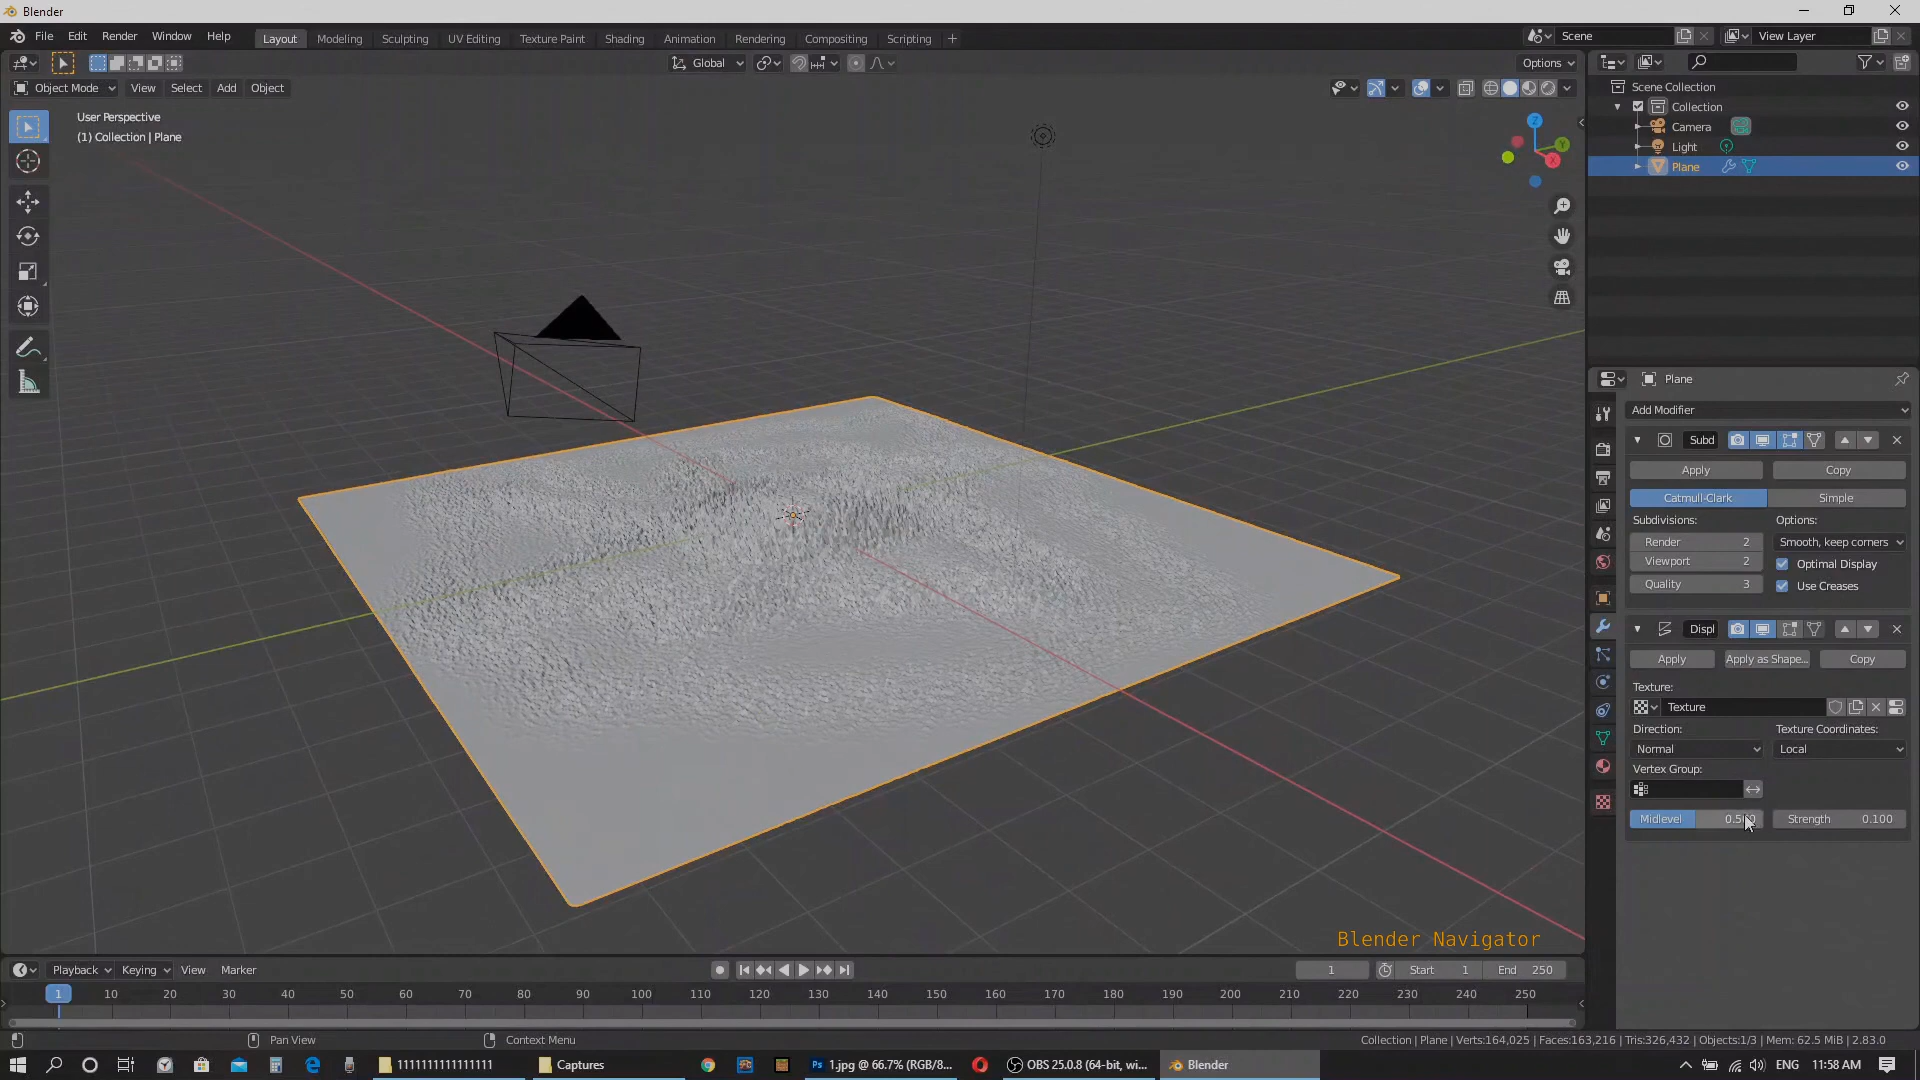 Blender
File Edit Render Window Help
Layout Modeling Sculpting UV Editing Texture Paint Shading Animation Rendering Compositing Scripting +
Scene
View Layer
Global
Options
Object Mode View Select Add Object
User Perspective
(1) Collection | Plane
Z
Y
X
Scene Collection
Collection
Camera
Light
Plane
Plane
Add Modifier
Subd
Apply Copy
Catmull-Clark Simple
Subdivisions: Options:
Render 2 Smooth, keep corners
Viewport 2 Optimal Display
Quality 3 Use Creases
Displ
Apply Apply as Shape... Copy
Texture:
Texture
Direction: Texture Coordinates:
Normal Local
Vertex Group:
Midlevel Strength 0.100
Blender Navigator
Playback Keying View Marker
1 Start 1 End 250
1 10 20 30 40 50 60 70 80 90 100 110 120 130 140 150 160 170 180 190 200 210 220 230 240 250
Pan View Context Menu
Collection | Plane | Verts:164,025 | Faces:163,216 | Tris:326,432 | Objects:1/3 | Mem: 62.5 MiB | 2.83.0
Captures
1.jpg @ 66.7% (RGB/8...
OBS 25.0.8 (64-bit, wi...
Blender
ENG 11:58 AM